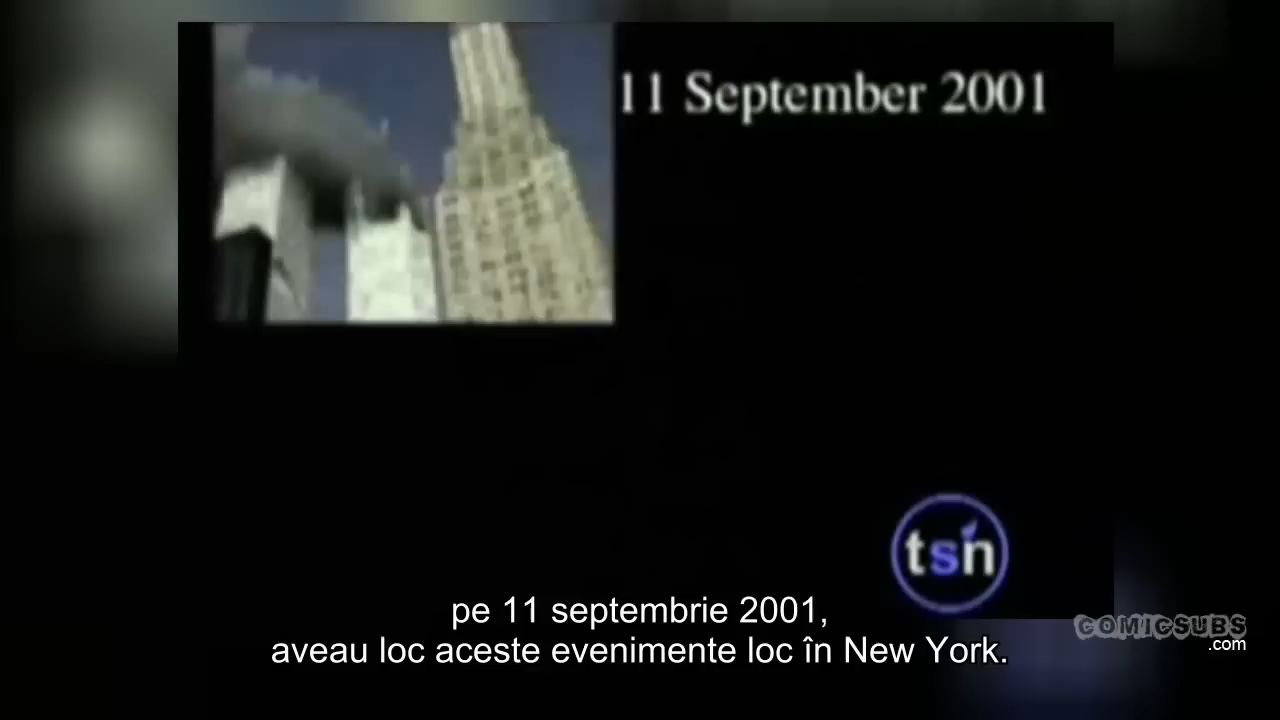 11 September 2001
tsn
pe 11 septembrie 2001,
aveau loc aceste evenimente loc în New York.
COMICSUBS
.com